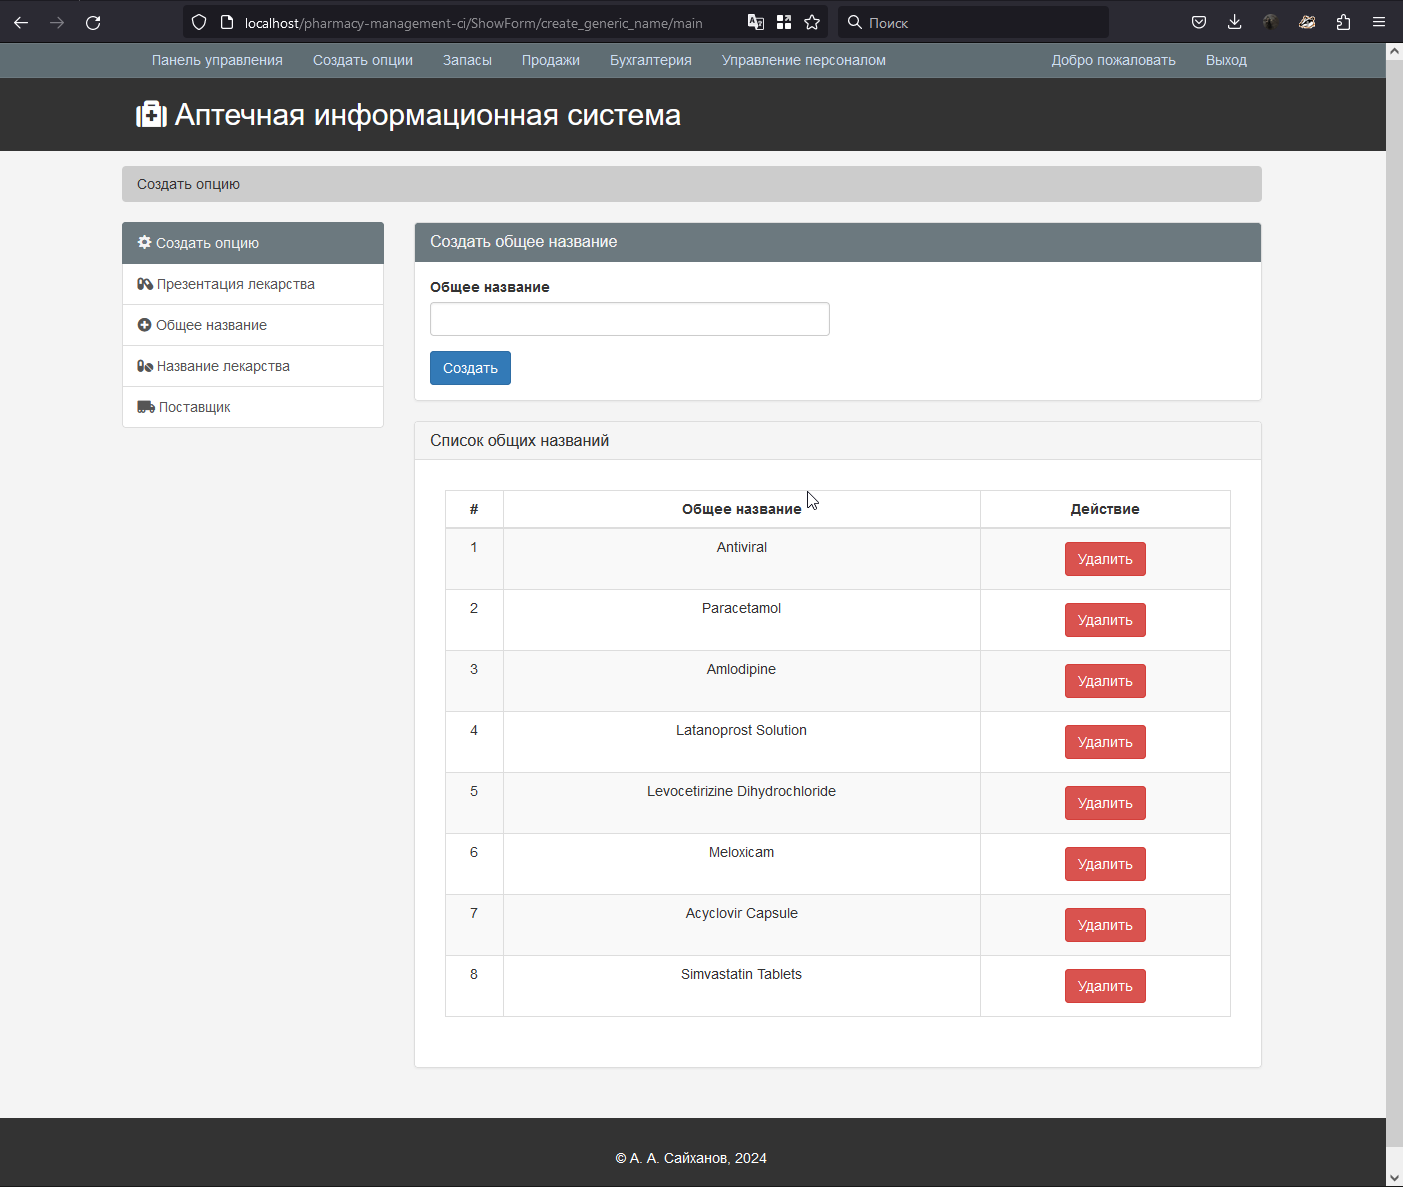 localhost/pharmacy-management-ci/ShowForm/create_generic_name/main
Поиск
Панель управления Создать опции Запасы Продажи Бухгалтерия Управление персоналом Добро пожаловать Выход
Аптечная информационная система
Создать опцию
Создать опцию
Презентация лекарства
Общее название
Название лекарства
Поставщик
Создать общее название
Общее название
Создать
Список общих названий
# Общее название Действие
1 Antiviral Удалить
2 Paracetamol Удалить
3 Amlodipine Удалить
4 Latanoprost Solution Удалить
5 Levocetirizine Dihydrochloride Удалить
6 Meloxicam Удалить
7 Acyclovir Capsule Удалить
8 Simvastatin Tablets Удалить
© А. А. Сайханов, 2024